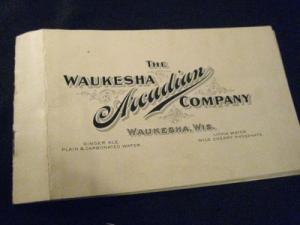 THE
WAUKESHA
Arcadian
COMPANY
WAUKESHA, WIS.
GINGER ALE
PLAIN & CARBONATED WATER
LITHIA WATER
WILD CHERRY PHOSPHATE